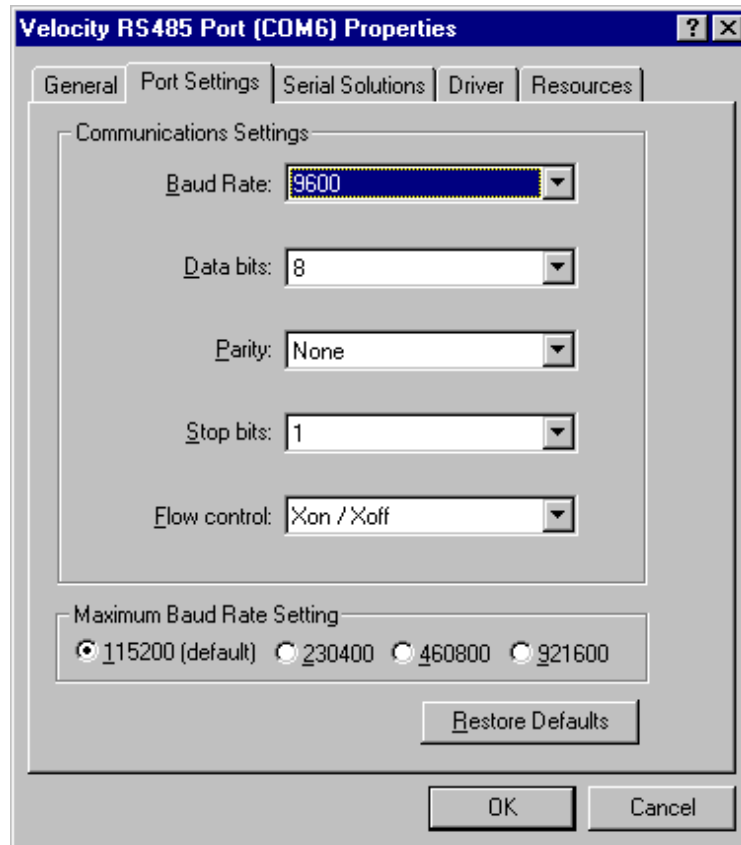 Velocity RS485 Port (COM6) Properties ? X
General Port Settings Serial Solutions Driver Resources
Communications Settings
Baud Rate: 9600
Data bits: 8
Parity: None
Stop bits: 1
Flow control: Xon / Xoff
Maximum Baud Rate Setting
115200 (default) 230400 460800 921600
Restore Defaults
OK Cancel